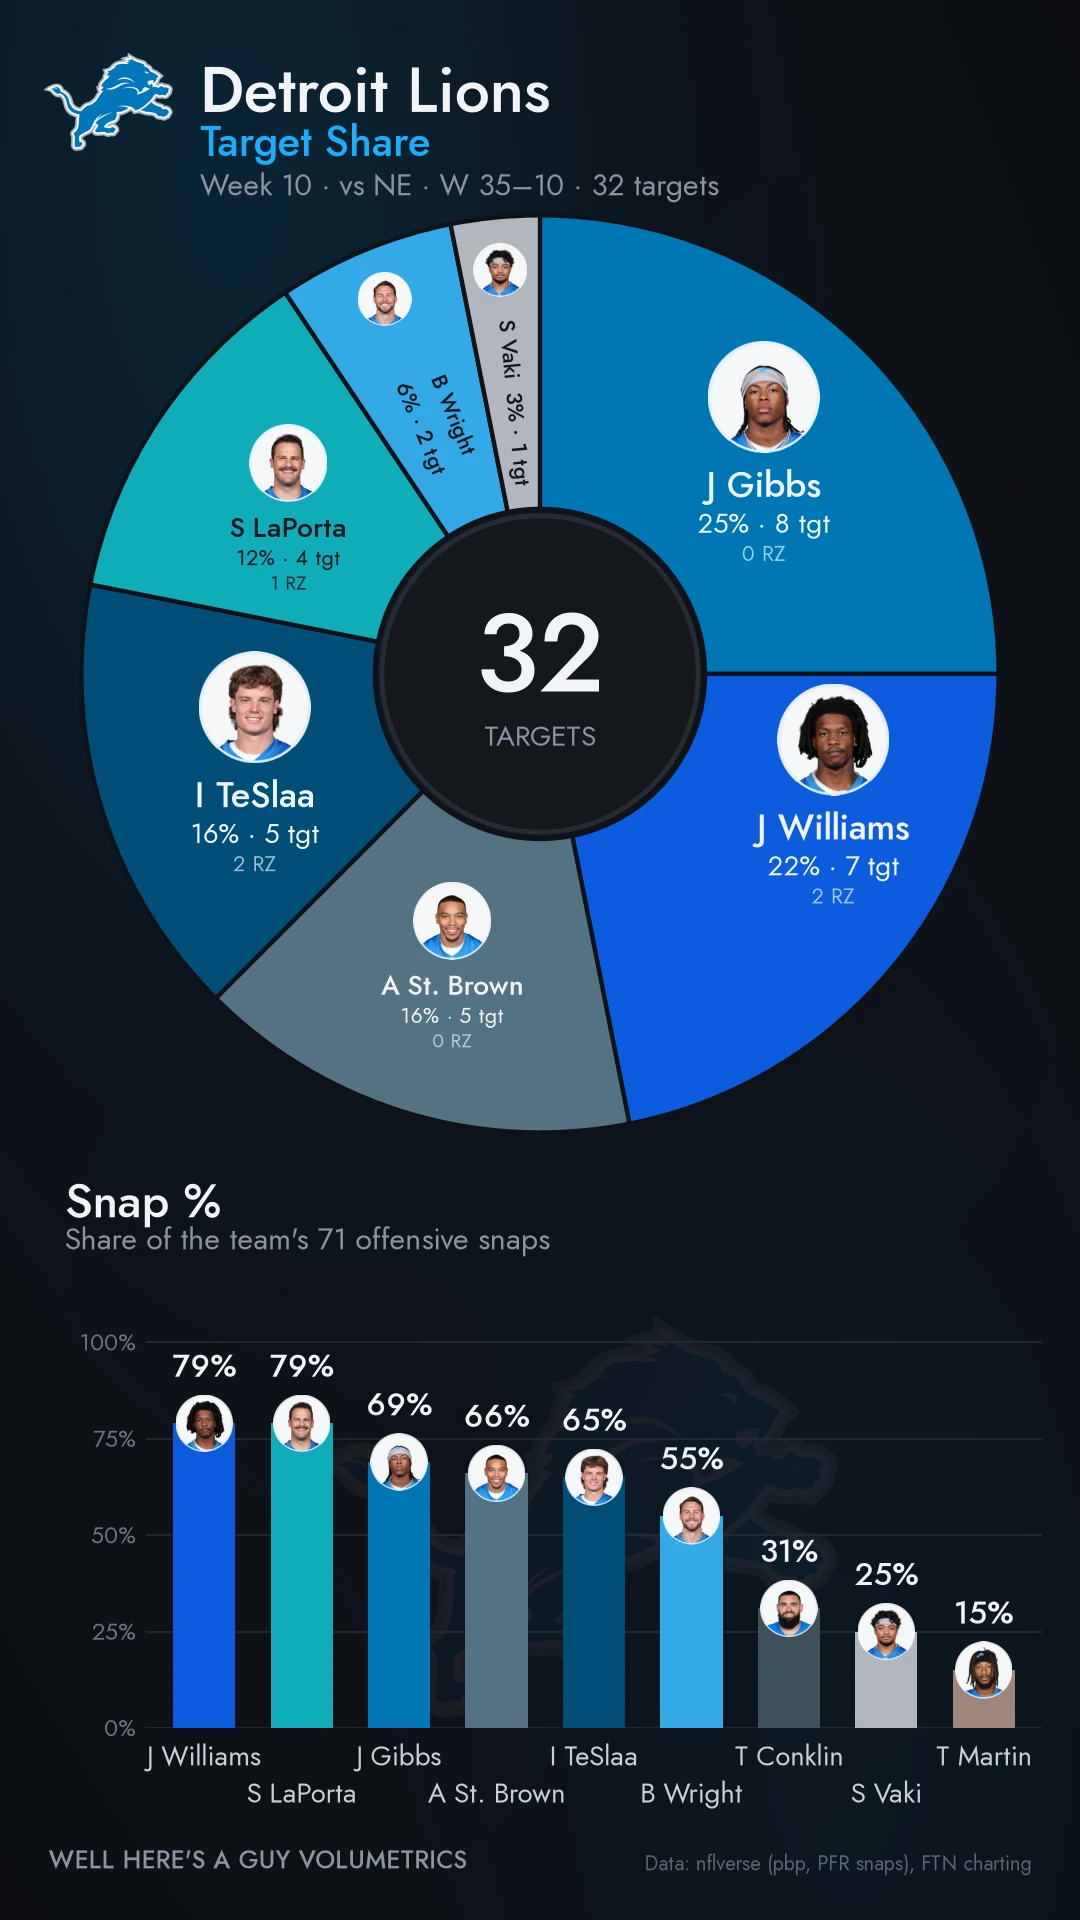 Detroit Lions
Target Share
Week 10 · vs NE · W 35–10 · 32 targets
J Gibbs
25% · 8 tgt
0 RZ
J Williams
22% · 7 tgt
2 RZ
A St. Brown
16% · 5 tgt
0 RZ
I TeSlaa
16% · 5 tgt
2 RZ
S LaPorta
12% · 4 tgt
1 RZ
B Wright
6% · 2 tgt
S Vaki 3% · 1 tgt
32
TARGETS
Snap %
Share of the team's 71 offensive snaps
100%
75%
50%
25%
0%
79%
79%
69%
66%
65%
55%
31%
25%
15%
J Williams
S LaPorta
J Gibbs
A St. Brown
I TeSlaa
B Wright
T Conklin
S Vaki
T Martin
WELL HERE'S A GUY VOLUMETRICS
Data: nflverse (pbp, PFR snaps), FTN charting